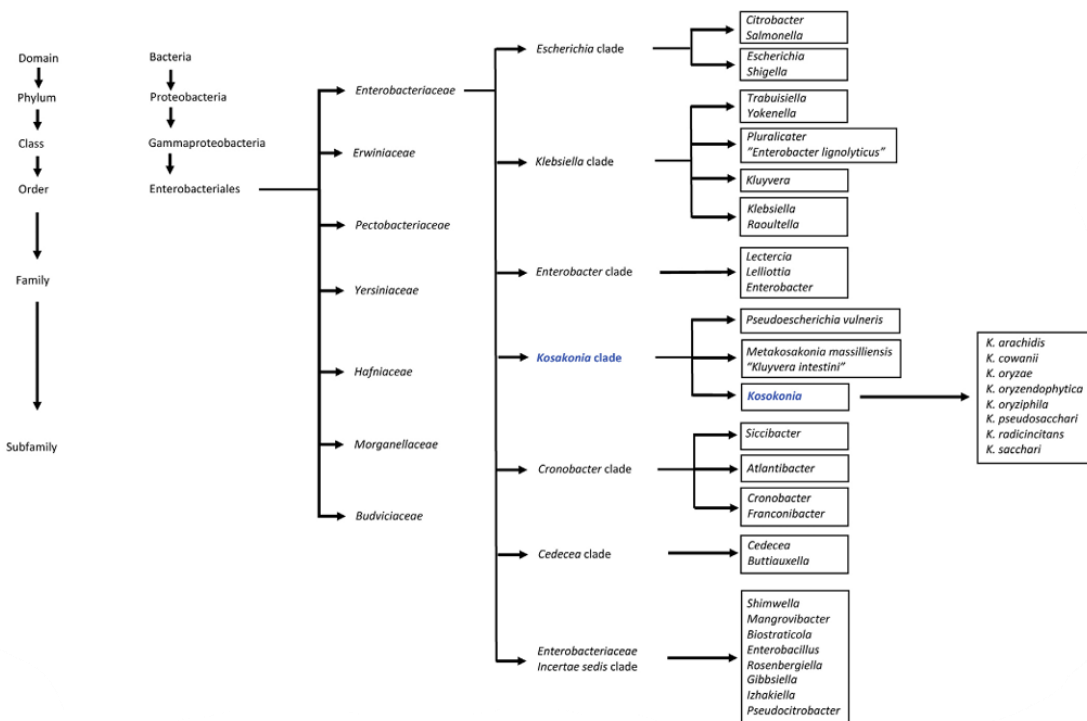 Domain
Phylum
Class
Order
Family
Subfamily
Bacteria
Proteobacteria
Gammaproteobacteria
Enterobacteriales
Enterobacteriaceae
Erwiniaceae
Pectobacteriaceae
Yersiniaceae
Hafniaceae
Morganellaceae
Budviciaceae
Escherichia clade
Klebsiella clade
Enterobacter clade
Kosakonia clade
Cronobacter clade
Cedecea clade
Enterobacteriaceae
Incertae sedis clade
Citrobacter
Salmonella
Escherichia
Shigella
Trabuisiella
Yokenella
Pluralicater
"Enterobacter lignolyticus"
Kluyvera
Klebsiella
Raoultella
Lectercia
Lelliottia
Enterobacter
Pseudoescherichia vulneris
Metakosakonia massilliensis
"Kluyvera intestini"
Kosokonia
Siccibacter
Atlantibacter
Cronobacter
Franconibacter
Cedecea
Buttiauxella
Shimwella
Mangrovibacter
Biostraticola
Enterobacillus
Rosenbergiella
Gibbsiella
Izhakiella
Pseudocitrobacter
K. arachidis
K. cowanii
K. oryzae
K. oryzendophytica
K. oryziphila
K. pseudosacchari
K. radicincitans
K. sacchari